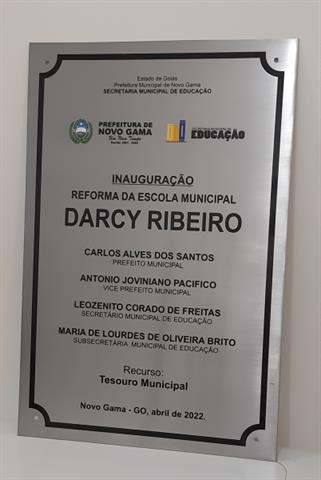 Estado de Goiás
Prefeitura Municipal de Novo Gama
SECRETARIA MUNICIPAL DE EDUCAÇÃO
PREFEITURA DE
NOVO GAMA
Um Novo Tempo
EDUCAÇÃO
INAUGURAÇÃO
REFORMA DA ESCOLA MUNICIPAL
DARCY RIBEIRO
CARLOS ALVES DOS SANTOS
PREFEITO MUNICIPAL
ANTONIO JOVINIANO PACIFICO
VICE PREFEITO MUNICIPAL
LEOZENITO CORADO DE FREITAS
SECRETÁRIO MUNICIPAL DE EDUCAÇÃO
MARIA DE LOURDES DE OLIVEIRA BRITO
SUBSECRETÁRIA MUNICIPAL DE EDUCAÇÃO
Recurso:
Tesouro Municipal
Novo Gama - GO, abril de 2022.